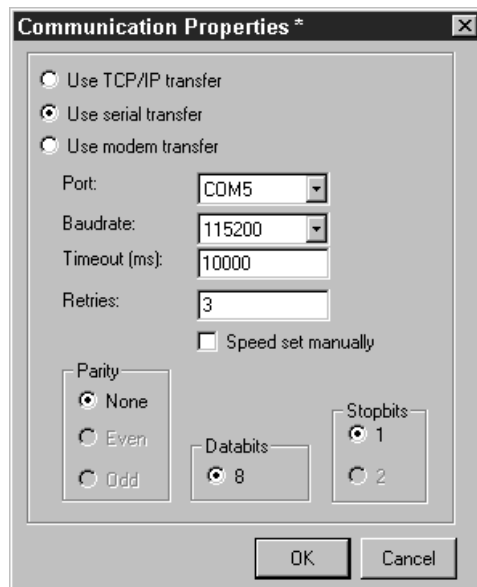 Communication Properties *
Use TCP/IP transfer
Use serial transfer
Use modem transfer
Port: COM5
Baudrate: 115200
Timeout (ms): 10000
Retries: 3
Speed set manually
Parity
None
Even
Odd
Databits
8
Stopbits
1
2
OK Cancel